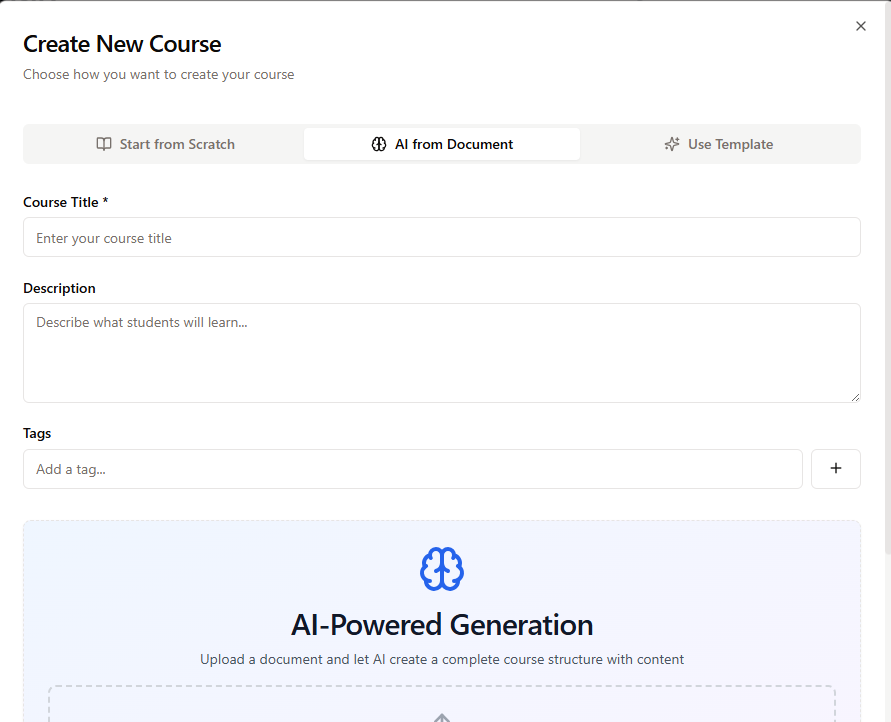 Create New Course
Choose how you want to create your course
Start from Scratch
AI from Document
Use Template
Course Title *
Enter your course title
Description
Describe what students will learn...
Tags
Add a tag...
+
AI-Powered Generation
Upload a document and let AI create a complete course structure with content